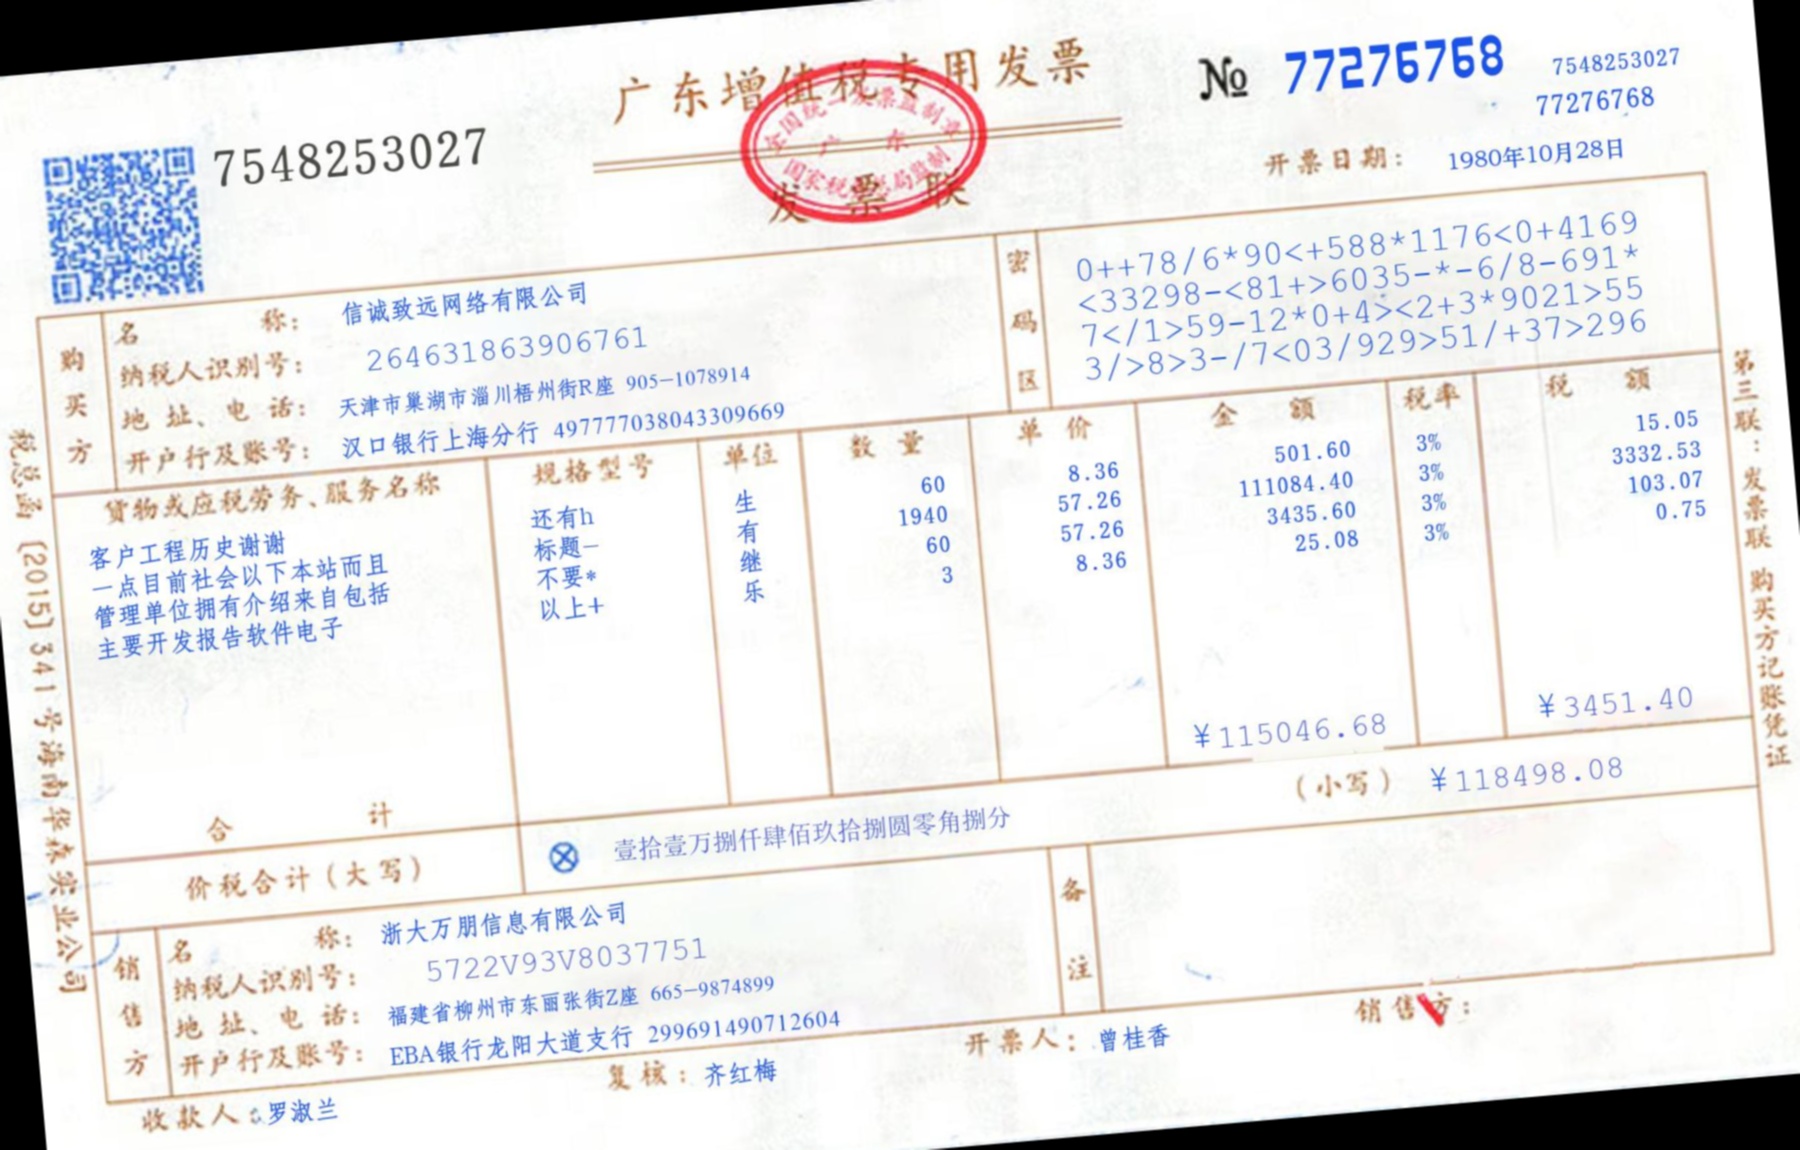 广东增值税专用发票
№ 77276768
7548253027
77276768
7548253027
全国统一发票监制章
广东
国家税务总局监制
发票联
开票日期： 1980年10月28日
购买方
名称： 信诚致远网络有限公司
纳税人识别号： 264631863906761
地址、电话： 天津市巢湖市淄川梧州街R座 905-1078914
开户行及账号： 汉口银行上海分行 497777038043309669
密码区
0++78/6*90<+588*1176<0+4169
<33298-<81+>6035-*-6/8-691*
7</1>59-12*0+4><2+3*9021>55
3/>8>3-/7<03/929>51/+37>296
货物或应税劳务、服务名称 规格型号 单位 数量 单价 金额 税率 税额
客户工程历史谢谢 还有h 生 60 8.36 501.60 3% 15.05
一点目前社会以下本站而且 标题— 有 1940 57.26 111084.40 3% 3332.53
管理单位拥有介绍来自包括 不要* 继 60 57.26 3435.60 3% 103.07
主要开发报告软件电子 以上+ 乐 3 8.36 25.08 3% 0.75
合计 ¥115046.68 ¥3451.40
价税合计(大写) ⊗ 壹拾壹万捌仟肆佰玖拾捌圆零角捌分 (小写) ¥118498.08
销售方
名称： 浙大万朋信息有限公司
纳税人识别号： 5722V93V8037751
地址、电话： 福建省柳州市东丽张街Z座 665-9874899
开户行及账号： EBA银行龙阳大道支行 299691490712604
备注
收款人： 罗淑兰 复核： 齐红梅 开票人： 曾桂香 销售方：
税总函 [2015] 341号海南华森实业公司
第三联：发票联 购买方记账凭证